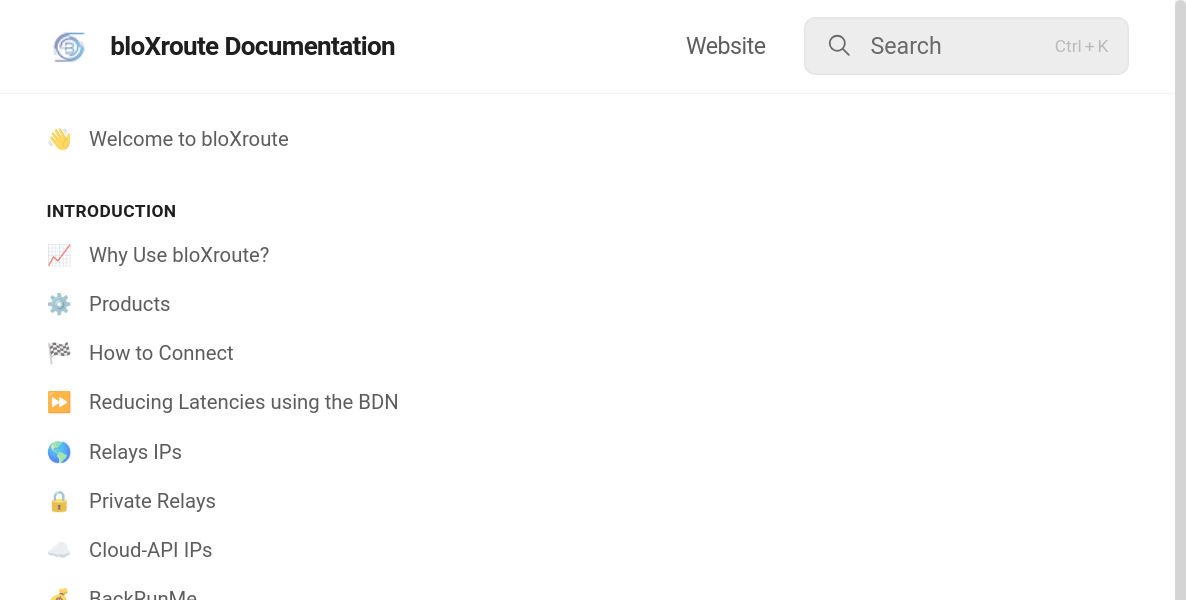 bloXroute Documentation
Website
Search
Ctrl + K
Welcome to bloXroute
INTRODUCTION
Why Use bloXroute?
Products
How to Connect
Reducing Latencies using the BDN
Relays IPs
Private Relays
Cloud-API IPs
BackRunMe